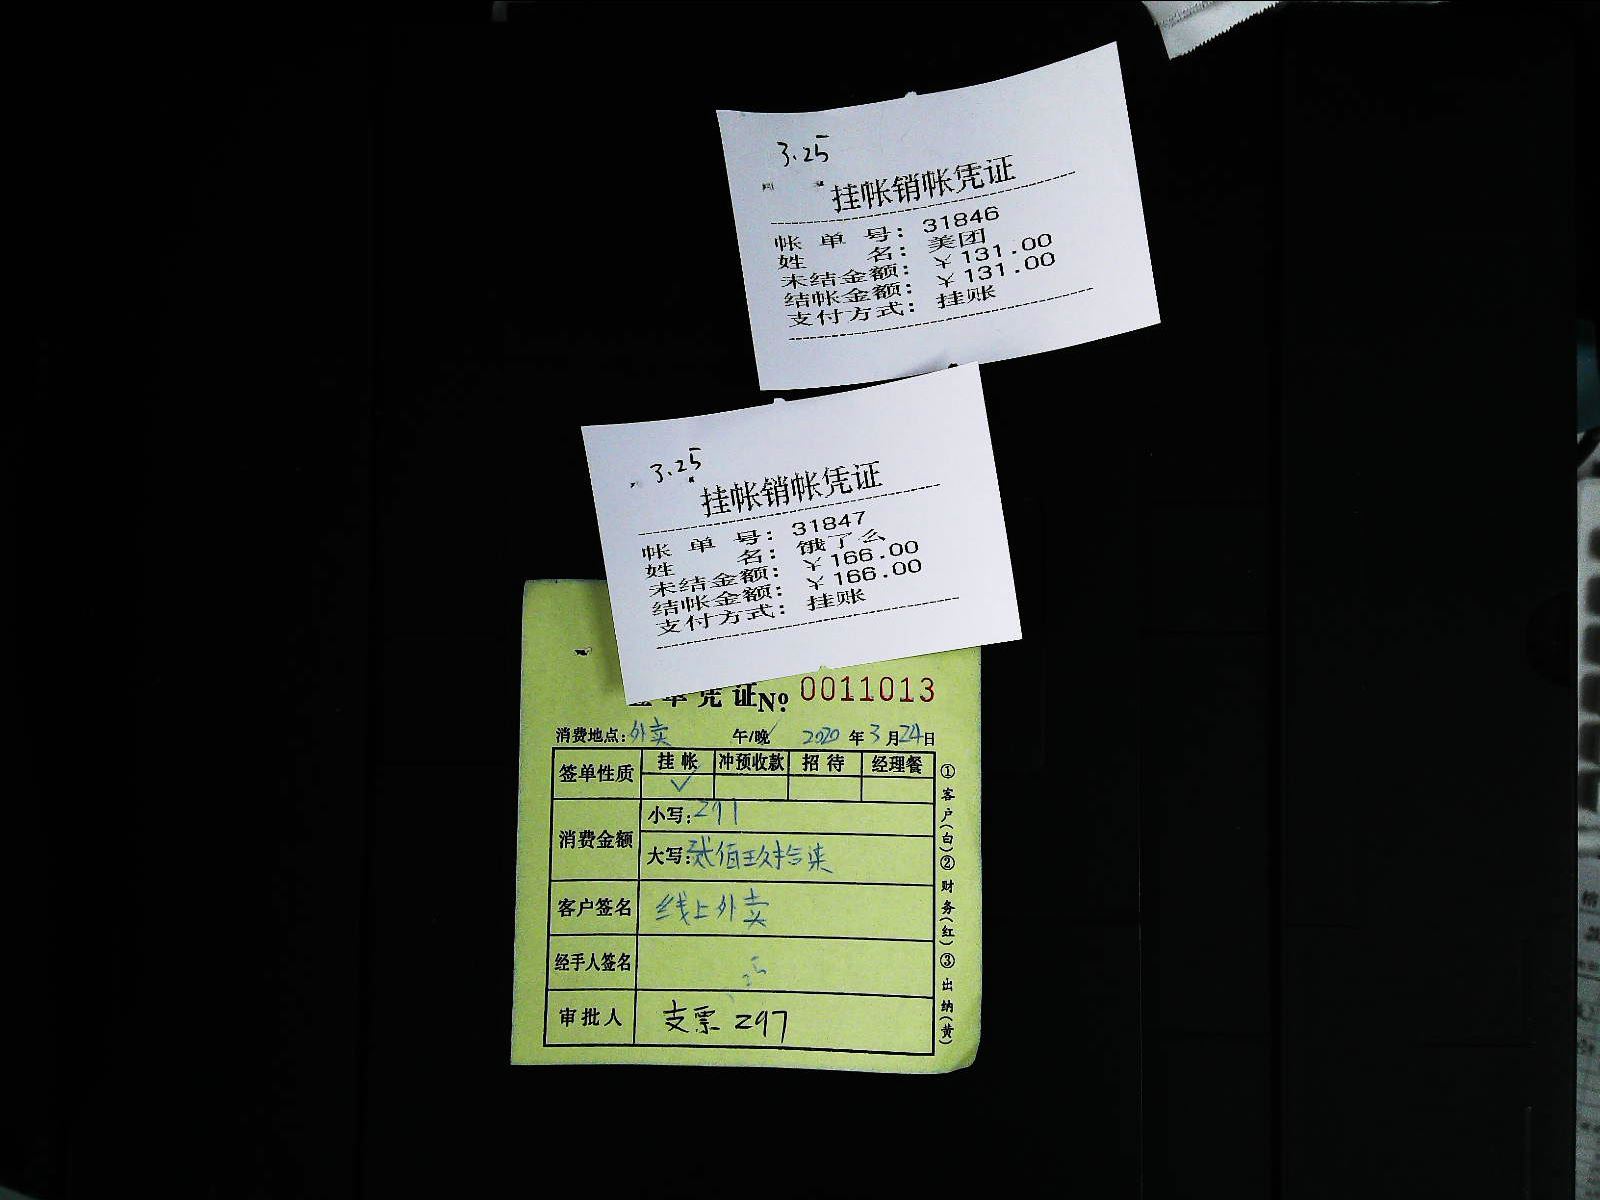 3.25
挂帐销帐凭证
帐单号：31846
姓名：美团
未结金额：￥131.00
结帐金额：￥131.00
支付方式：挂账
3.25
挂帐销帐凭证
帐单号：31847
姓名：饿了么
未结金额：￥166.00
结帐金额：￥166.00
支付方式：挂账
单凭证№ 0011013
消费地点：外卖 午/晚 2020年3月24日
签单性质 挂帐 冲预收款 招待 经理餐
✓
消费金额 小写：297
大写：贰佰玖拾柒
客户签名 线上外卖
经手人签名
审批人 支票 297
①客户（白）②财务（红）③出纳（黄）